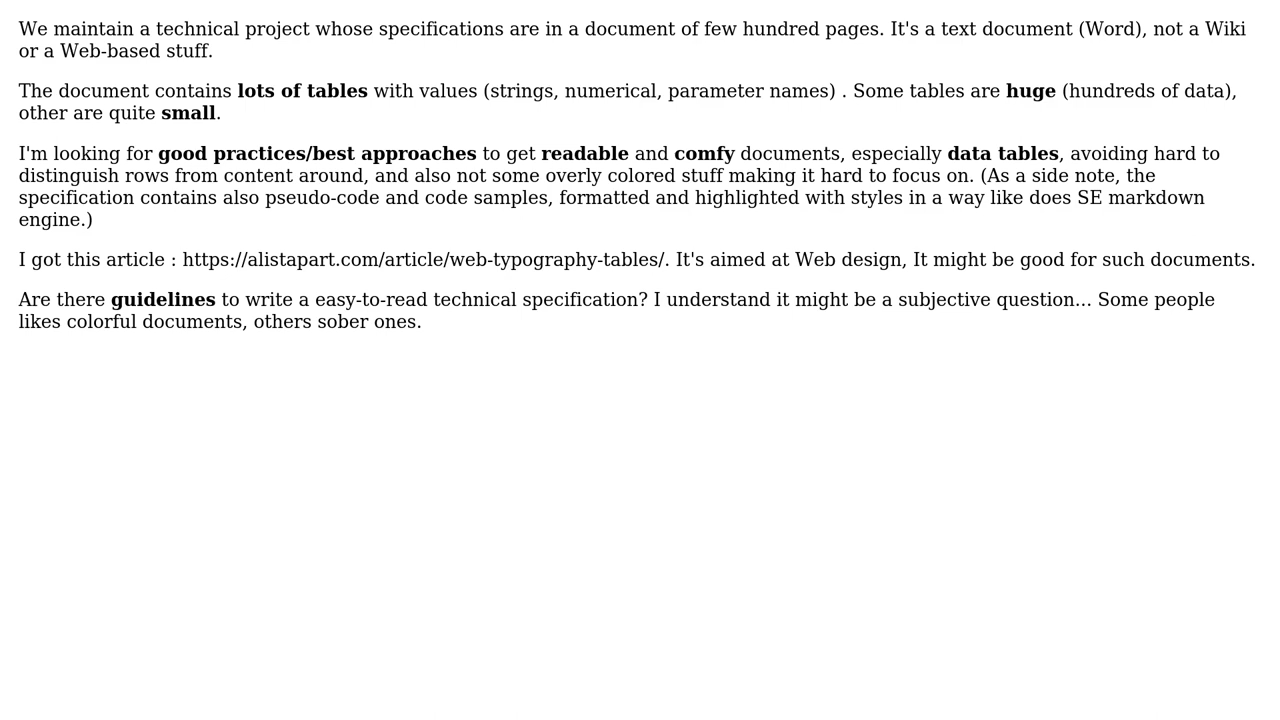 We maintain a technical project whose specifications are in a document of few hundred pages. It's a text document (Word), not a Wiki
or a Web-based stuff.
The document contains lots of tables with values (strings, numerical, parameter names) . Some tables are huge (hundreds of data),
other are quite small.
I'm looking for good practices/best approaches to get readable and comfy documents, especially data tables, avoiding hard to
distinguish rows from content around, and also not some overly colored stuff making it hard to focus on. (As a side note, the
specification contains also pseudo-code and code samples, formatted and highlighted with styles in a way like does SE markdown
engine.)
I got this article : https://alistapart.com/article/web-typography-tables/. It's aimed at Web design, It might be good for such documents.
Are there guidelines to write a easy-to-read technical specification? I understand it might be a subjective question... Some people
likes colorful documents, others sober ones.